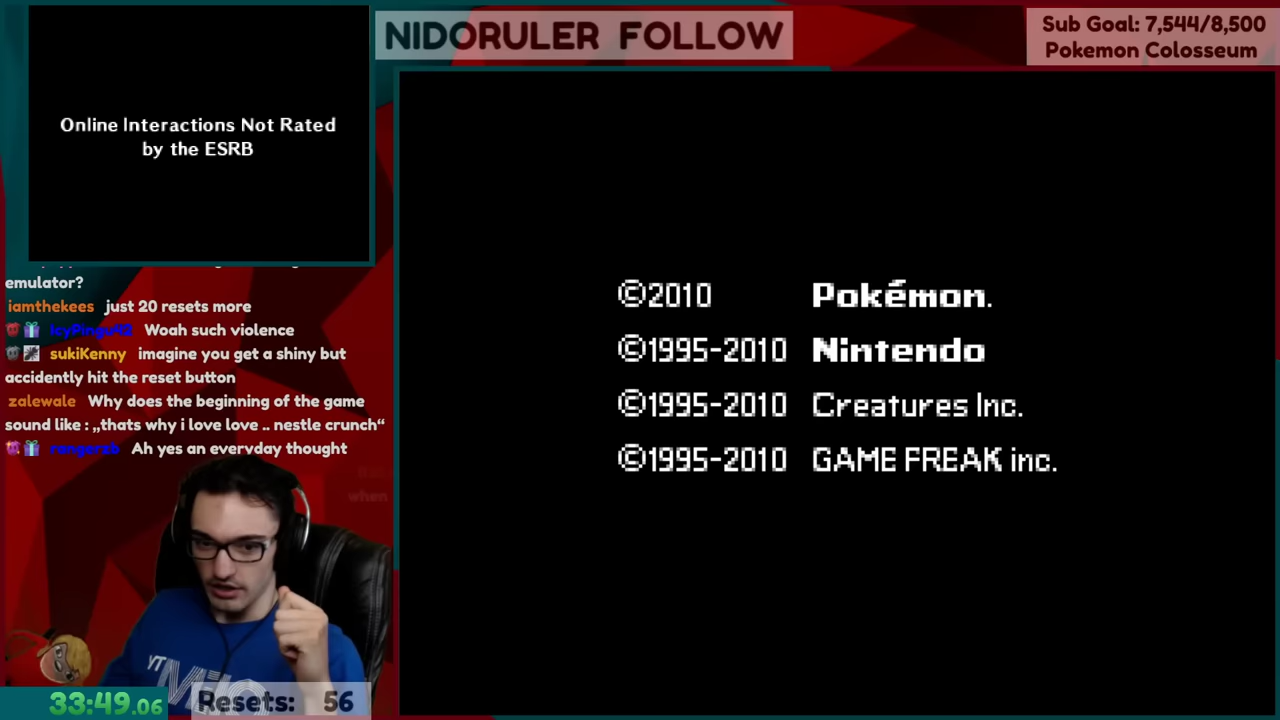 NIDORULER FOLLOW
Sub Goal: 7,544/8,500
Pokemon Colosseum
Online Interactions Not Rated
by the ESRB
emulator?
iamthekees just 20 resets more
IcyPingu42 Woah such violence
sukiKenny imagine you get a shiny but
accidently hit the reset button
zalewale Why does the beginning of the game
sound like : „thats why i love love .. nestle crunch“
rangerzb Ah yes an everyday thought
when
©2010 Pokémon.
©1995-2010 Nintendo
©1995-2010 Creatures Inc.
©1995-2010 GAME FREAK inc.
YT
33:49.06
Resets: 56